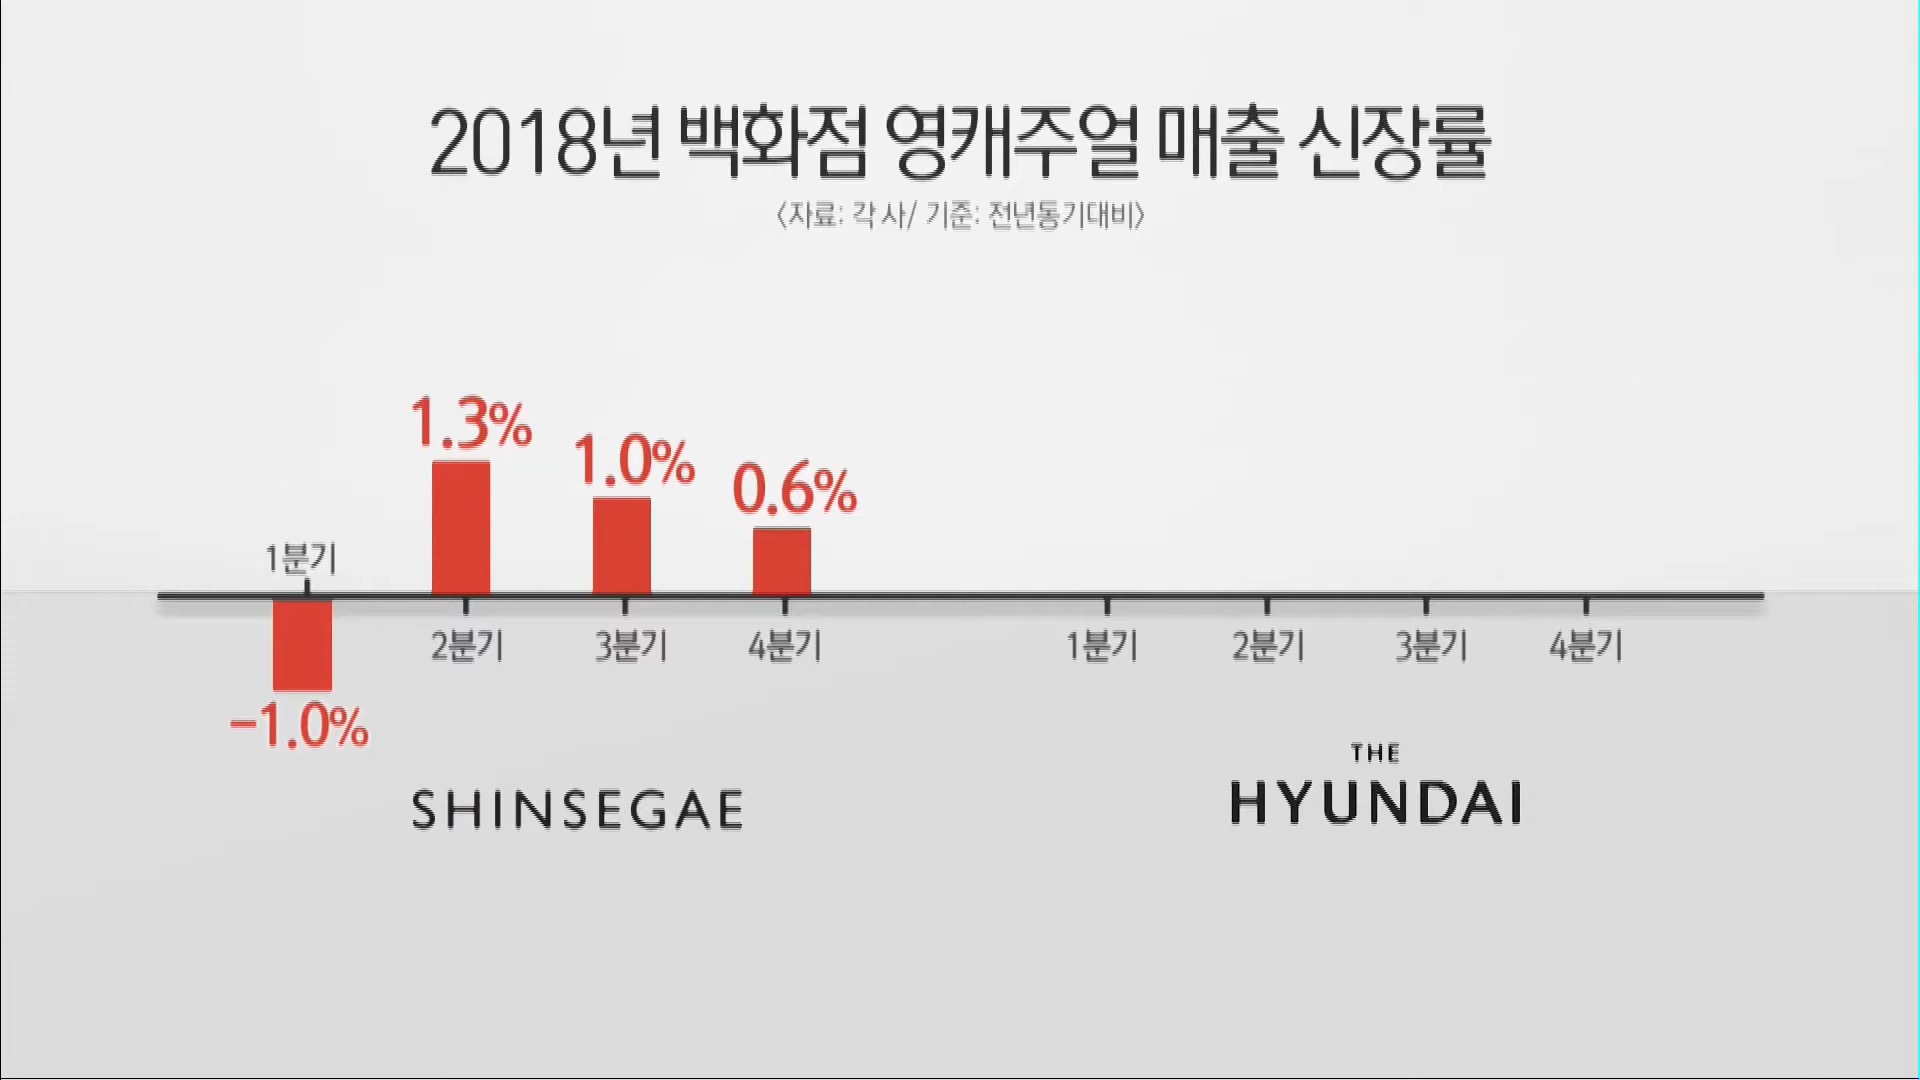 2018년 백화점 영캐주얼 매출 신장률
<자료: 각 사/ 기준: 전년동기대비>
1.3%
1.0%
0.6%
1분기
2분기
3분기
4분기
1분기
2분기
3분기
4분기
-1.0%
SHINSEGAE
THE
HYUNDAI